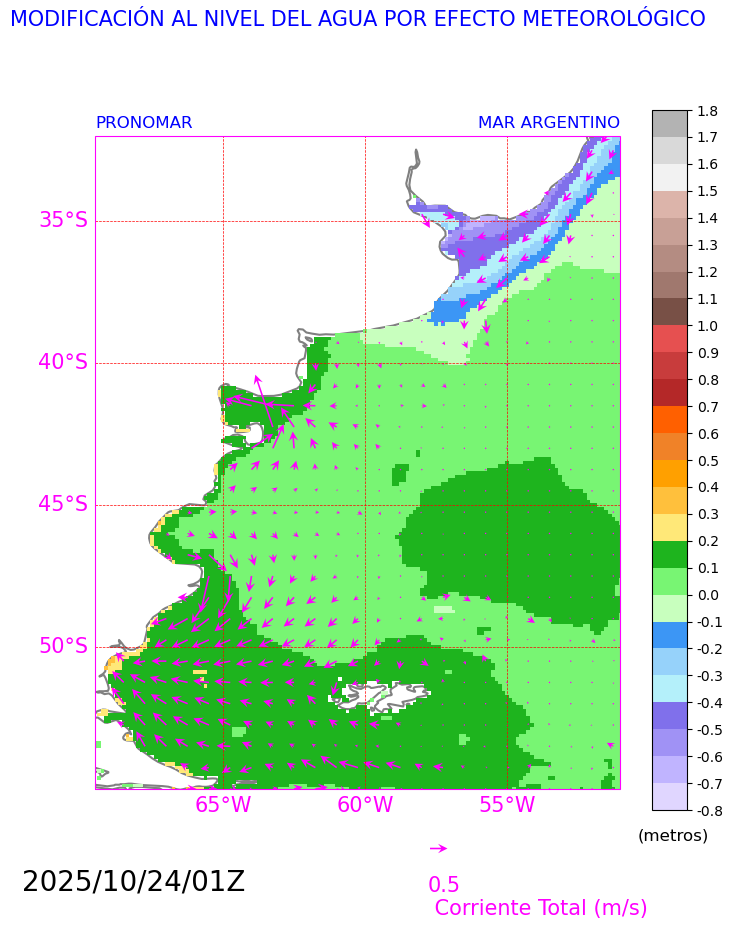 MODIFICACIÓN AL NIVEL DEL AGUA POR EFECTO METEOROLÓGICO
PRONOMAR
MAR ARGENTINO
35°S
40°S
45°S
50°S
65°W
60°W
55°W
1.8
1.7
1.6
1.5
1.4
1.3
1.2
1.1
1.0
0.9
0.8
0.7
0.6
0.5
0.4
0.3
0.2
0.1
0.0
-0.1
-0.2
-0.3
-0.4
-0.5
-0.6
-0.7
-0.8
(metros)
2025/10/24/01Z
0.5
Corriente Total (m/s)